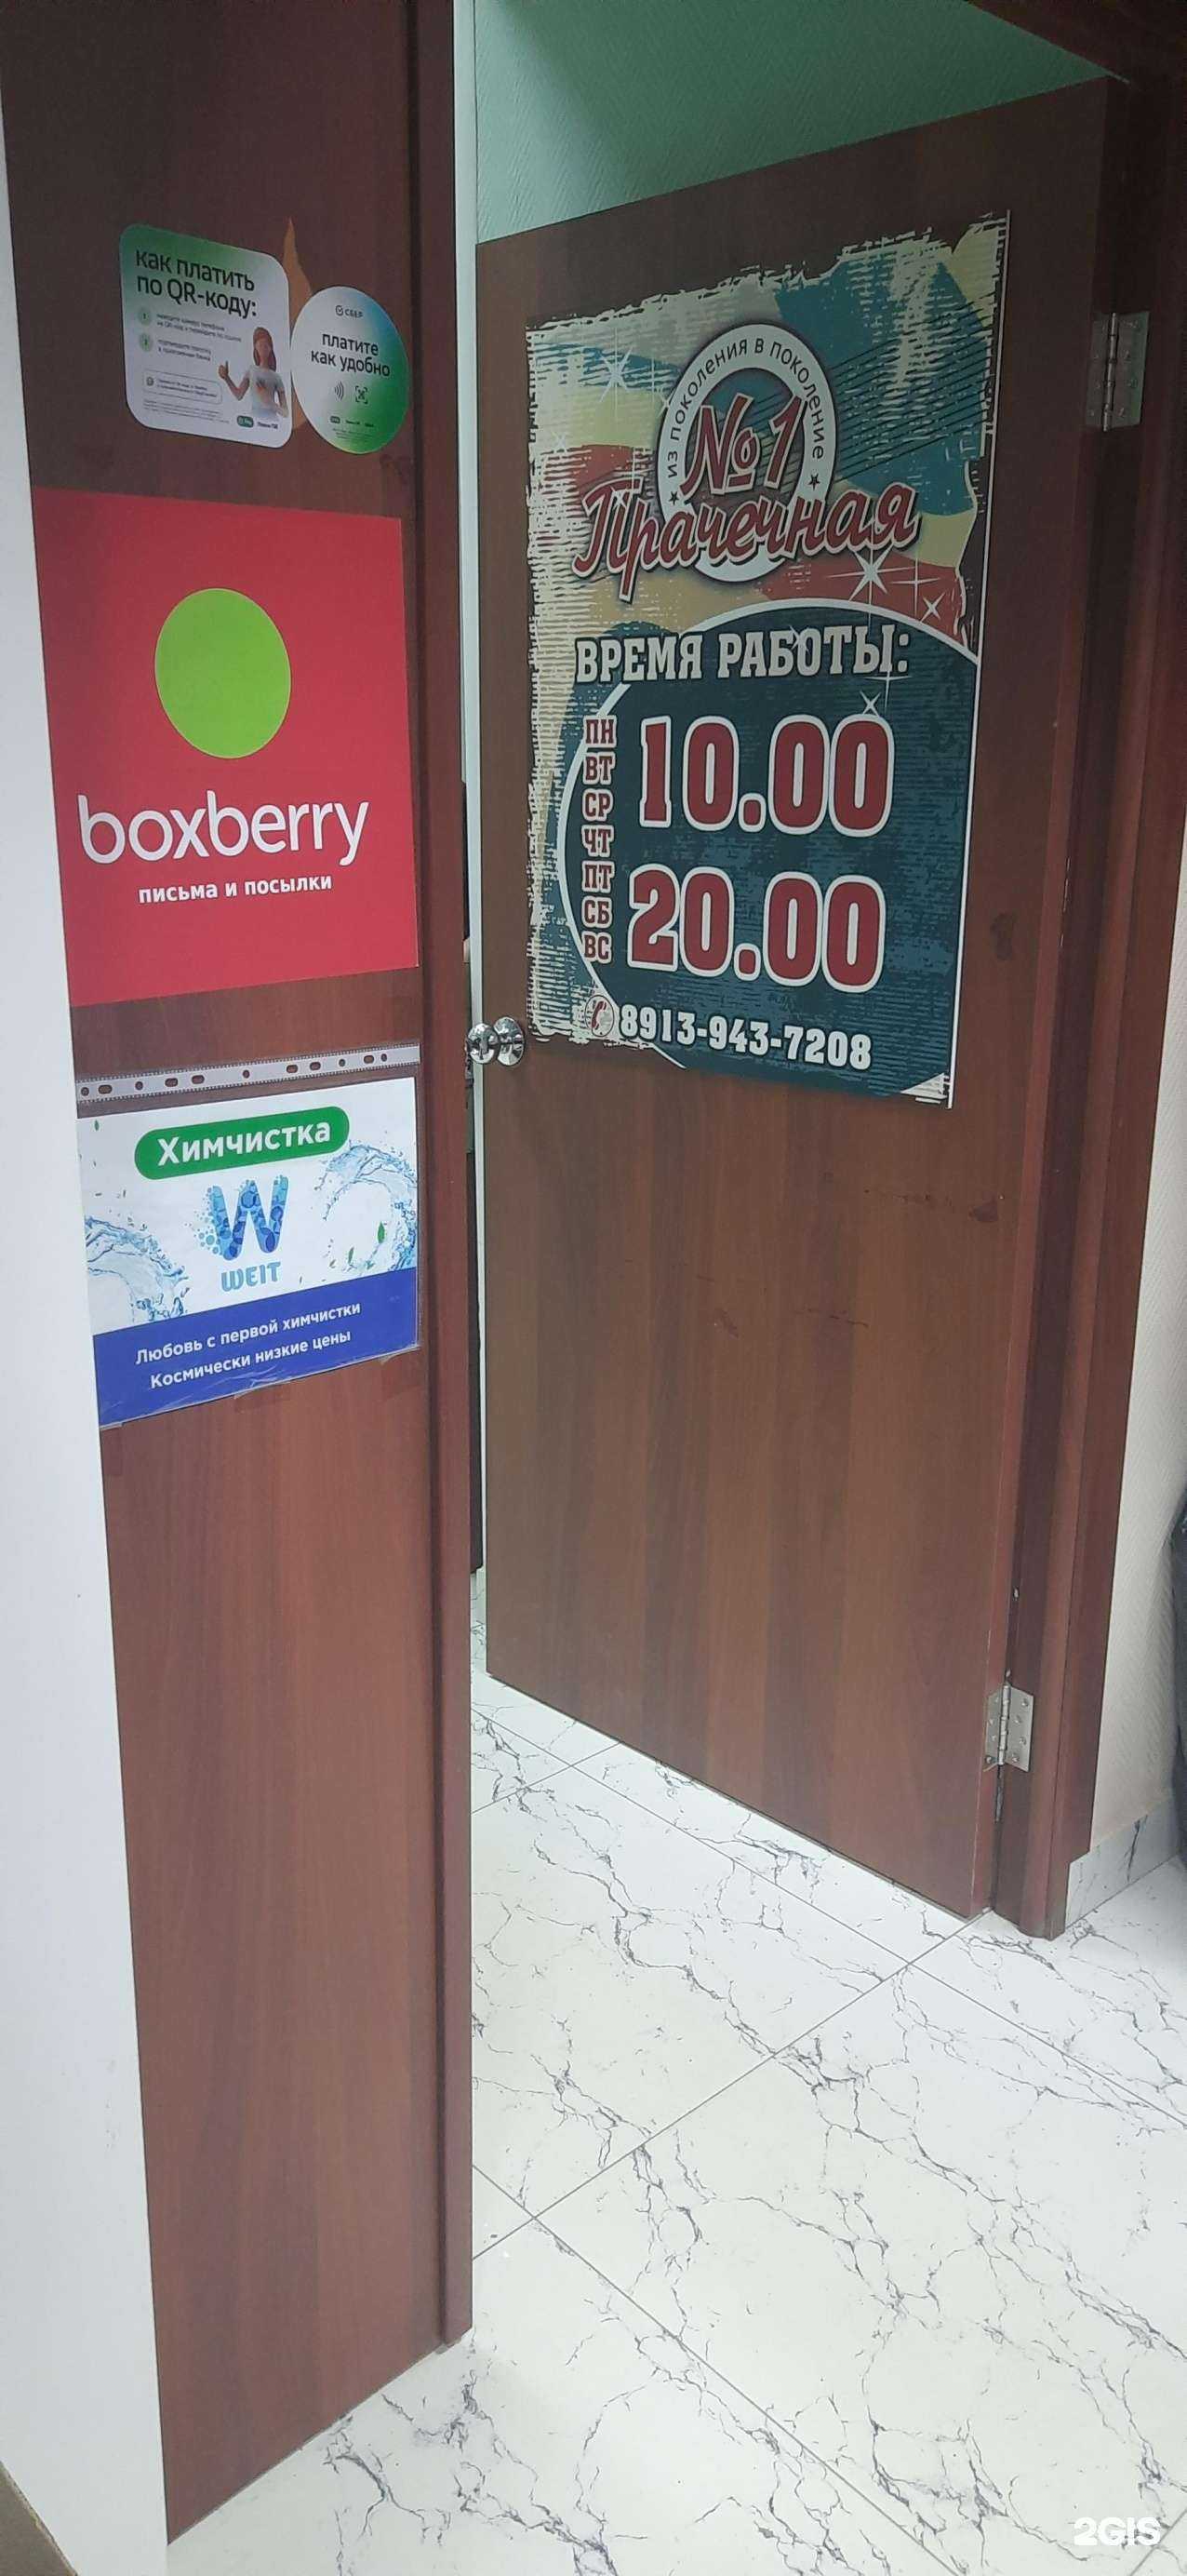 как платить
по QR-коду:
1
2
СБЕР
платите
как удобно
boxberry
письма и посылки
Химчистка
W
WEIT
Любовь с первой химчистки
Космически низкие цены
ИЗ ПОКОЛЕНИЯ В ПОКОЛЕНИЕ
№1
Прачечная
ВРЕМЯ РАБОТЫ:
ПН
ВТ
СР
ЧТ
ПТ
СБ
ВС
10.00
20.00
8913-943-7208
2GIS